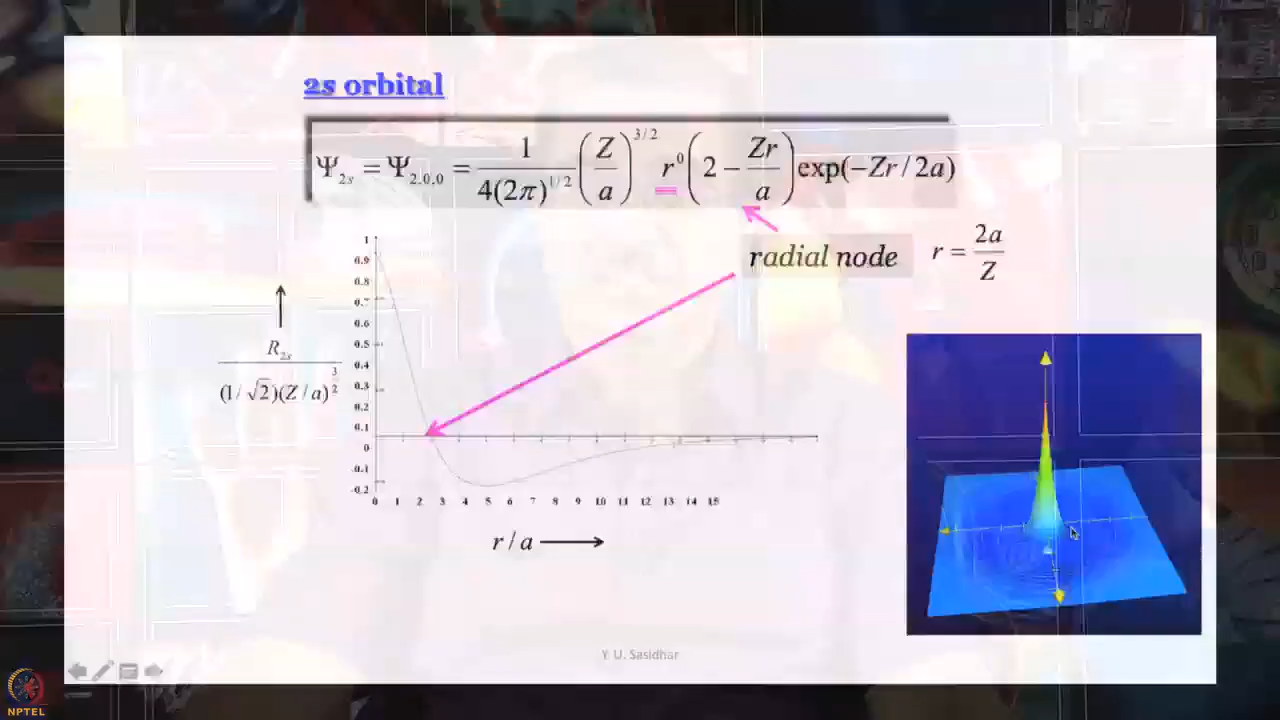 2s orbital
Ψ2s = Ψ2.0.0 = 1/4(2π)^1/2 (Z/a)^3/2 r^0 (2 − Zr/a) exp(−Zr/2a)
radial node r = 2a/Z
1
0.9
0.8
0.7
0.6
0.5
0.4
0.3
0.2
0.1
0
-0.1
-0.2
R2s/(1/√2)(Z/a)^3/2
0 1 2 3 4 5 6 7 8 9 10 11 12 13 14 15
r/a
Y. U. Sasidhar
NPTEL